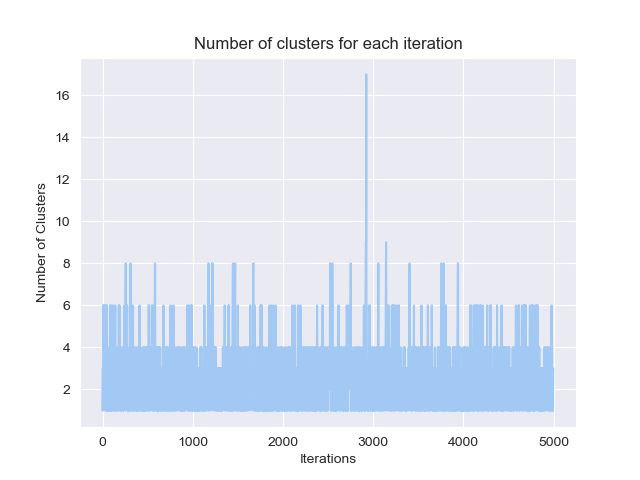 Number of clusters for each iteration
16
14
12
10
8
6
4
2
Number of Clusters
0 1000 2000 3000 4000 5000
Iterations